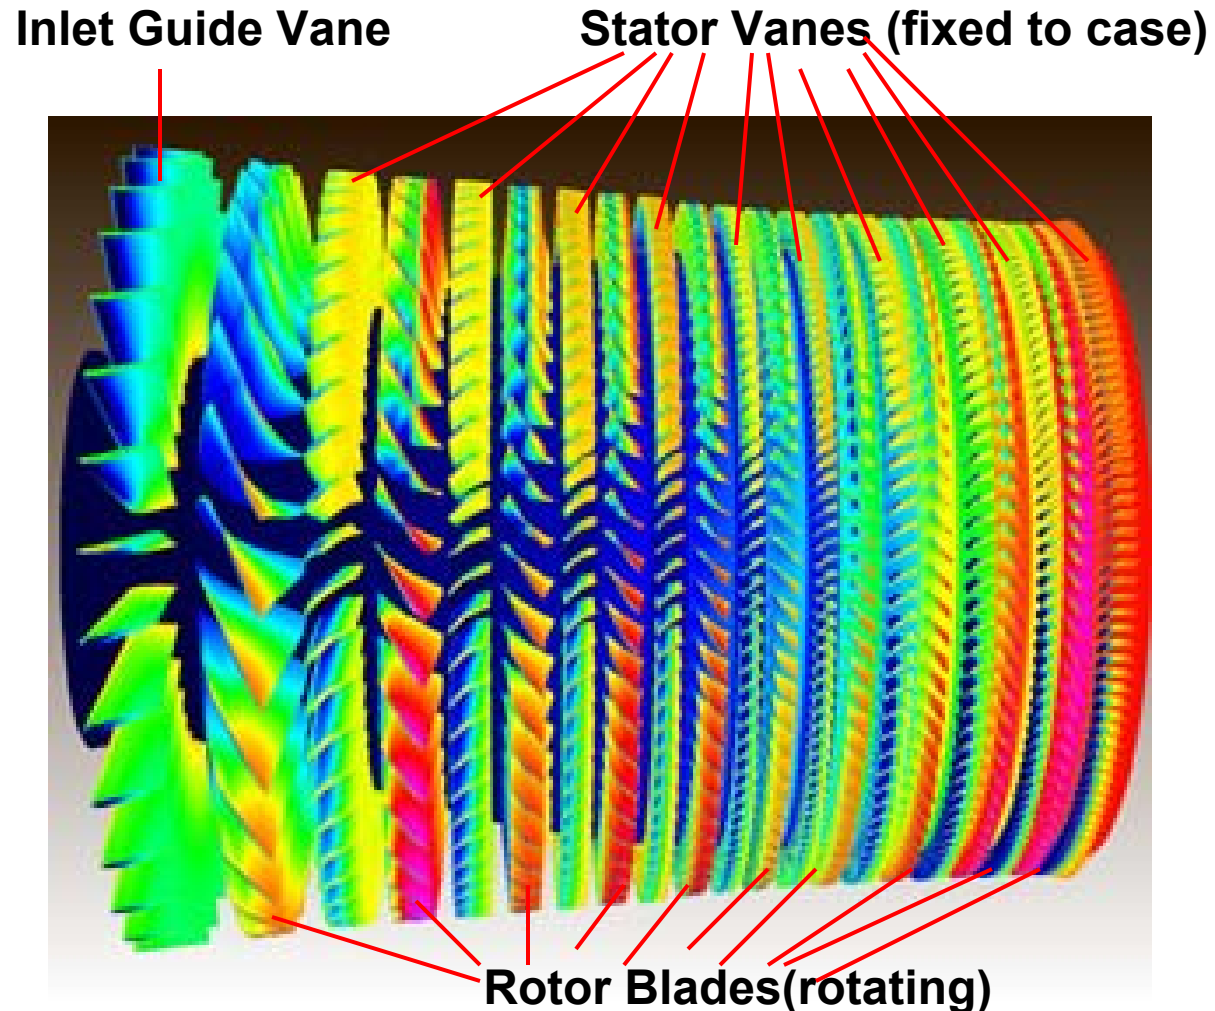 Inlet Guide Vane
Stator Vanes (fixed to case)
Rotor Blades(rotating)